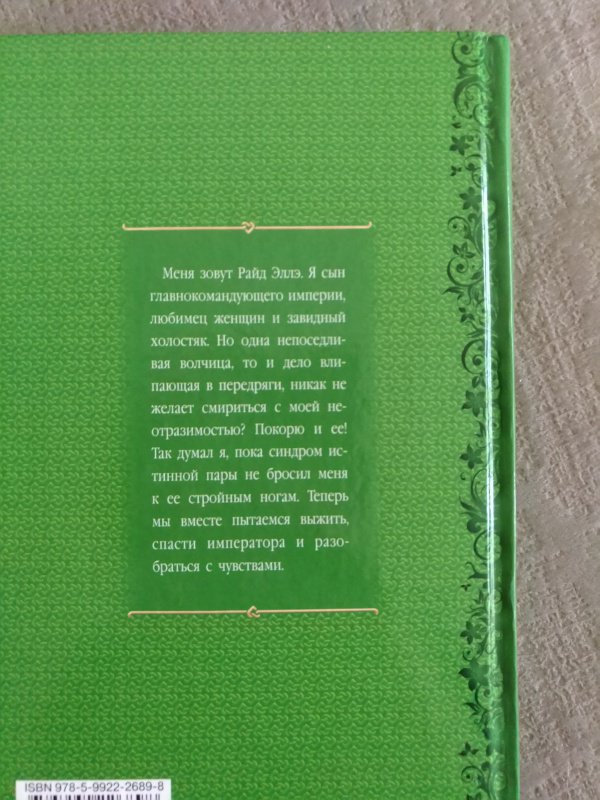 Меня зовут Райд Эллэ. Я сын
главнокомандующего империи,
любимец женщин и завидный
холостяк. Но одна непоседли-
вая волчица, то и дело вли-
пающая в передряги, никак не
желает смириться с моей не-
отразимостью? Покорю и ее!
Так думал я, пока синдром ис-
тинной пары не бросил меня
к ее стройным ногам. Теперь
мы вместе пытаемся выжить,
спасти императора и разо-
браться с чувствами.
ISBN 978-5-9922-2689-8